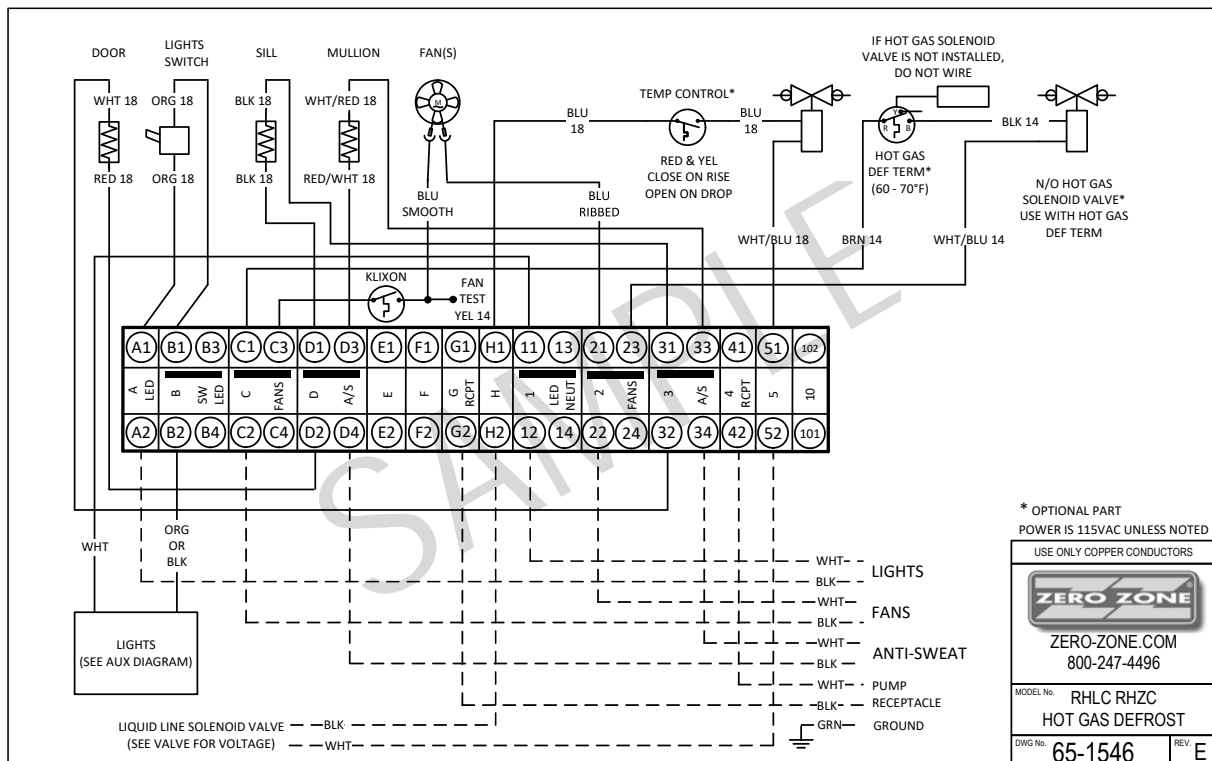 DOOR
LIGHTS
SWITCH
SILL
MULLION
FAN(S)
TEMP CONTROL*
IF HOT GAS SOLENOID
VALVE IS NOT INSTALLED,
DO NOT WIRE
WHT 18
ORG 18
BLK 18
WHT/RED 18
M
BLU
18
BLU
18
Y
R
B
BLK 14
RED 18
ORG 18
BLK 18
RED/WHT 18
RED & YEL
CLOSE ON RISE
OPEN ON DROP
HOT GAS
DEF TERM*
(60 - 70°F)
N/O HOT GAS
SOLENOID VALVE*
USE WITH HOT GAS
DEF TERM
BLU
SMOOTH
BLU
RIBBED
WHT/BLU 18
BRN 14
WHT/BLU 14
KLIXON
FAN
TEST
YEL 14
A1 B1 B3 C1 C3 D1 D3 E1 F1 G1 H1 11 13 21 23 31 33 41 51 102
A
LED
B
SW
LED
C
FANS
D
A/S
E
F
G
RCPT
H
1
LED
NEUT
2
FANS
3
A/S
4
RCPT
5
10
A2 B2 B4 C2 C4 D2 D4 E2 F2 G2 H2 12 14 22 24 32 34 42 52 101
SAMPLE
WHT
ORG
OR
BLK
LIGHTS
(SEE AUX DIAGRAM)
WHT
BLK
LIGHTS
WHT
BLK
FANS
WHT
BLK
ANTI-SWEAT
WHT PUMP
BLK RECEPTACLE
GRN GROUND
LIQUID LINE SOLENOID VALVE BLK
(SEE VALVE FOR VOLTAGE) WHT
* OPTIONAL PART
POWER IS 115VAC UNLESS NOTED
USE ONLY COPPER CONDUCTORS
ZERO ZONE
ZERO-ZONE.COM
800-247-4496
MODEL No. RHLC RHZC
HOT GAS DEFROST
DWG No. 65-1546
REV. E